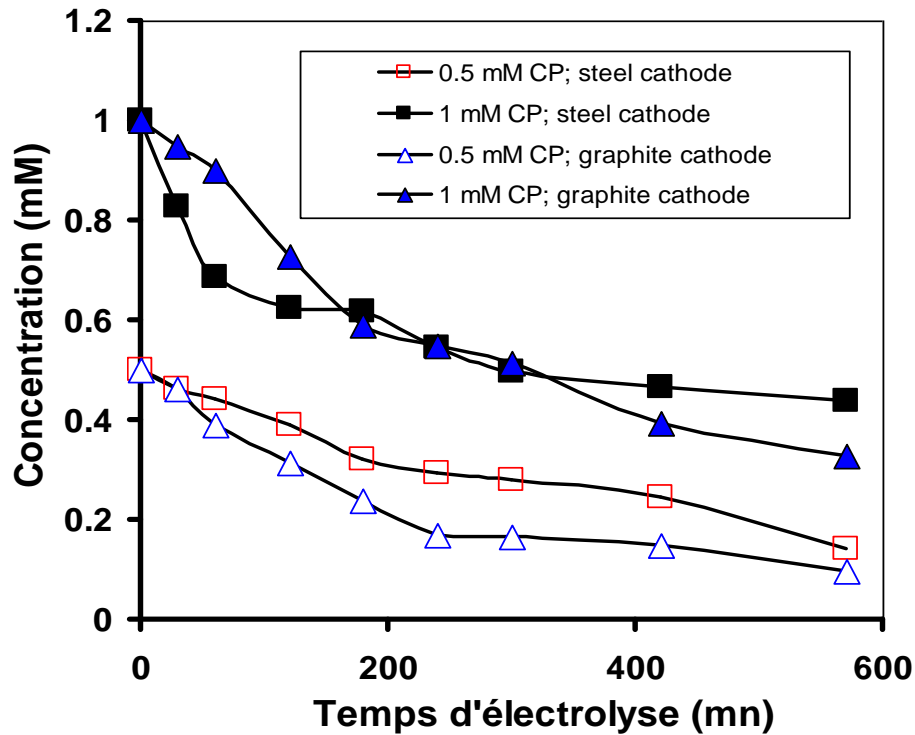 1.2
1
0.8
0.6
0.4
0.2
0
Concentration (mM)
0.5 mM CP; steel cathode
1 mM CP; steel cathode
0.5 mM CP; graphite cathode
1 mM CP; graphite cathode
0 200 400 600
Temps d'électrolyse (mn)